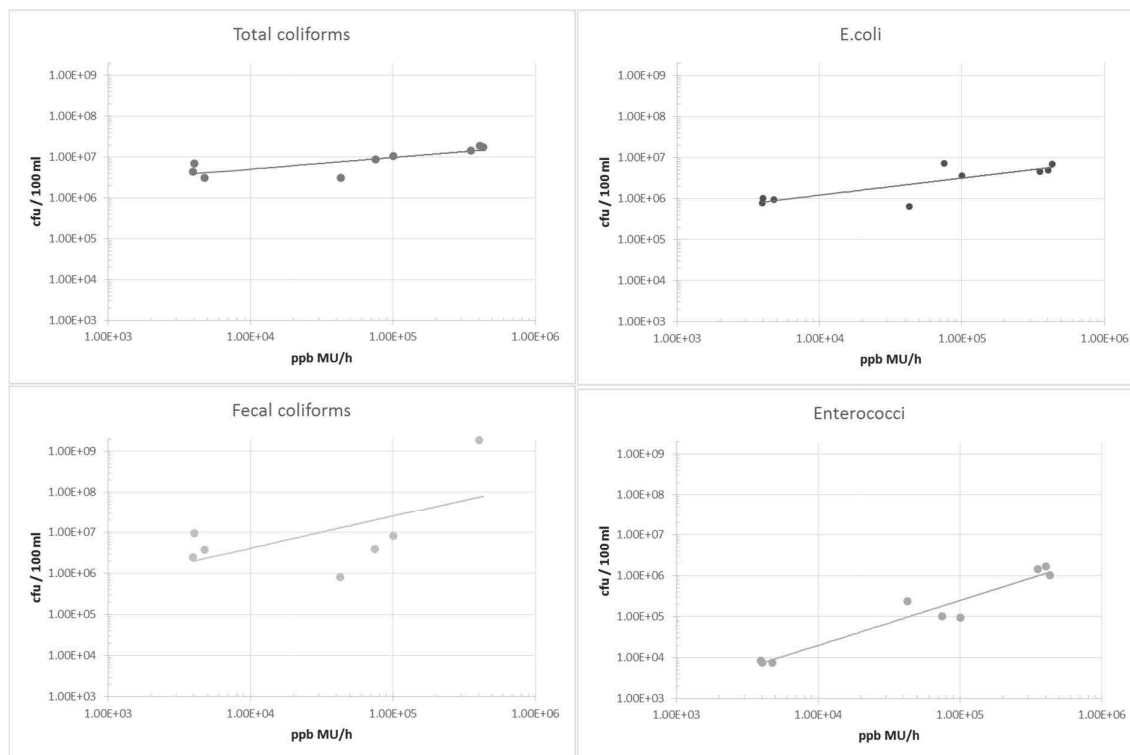 Total coliforms
1.00E+09
1.00E+08
1.00E+07
1.00E+06
1.00E+05
1.00E+04
1.00E+03
cfu / 100 ml
1.00E+03 1.00E+04 1.00E+05 1.00E+06
ppb MU/h
E.coli
1.00E+09
1.00E+08
1.00E+07
1.00E+06
1.00E+05
1.00E+04
1.00E+03
cfu / 100 ml
1.00E+03 1.00E+04 1.00E+05 1.00E+06
ppb MU/h
Fecal coliforms
1.00E+09
1.00E+08
1.00E+07
1.00E+06
1.00E+05
1.00E+04
1.00E+03
cfu / 100 ml
1.00E+03 1.00E+04 1.00E+05 1.00E+06
ppb MU/h
Enterococci
1.00E+09
1.00E+08
1.00E+07
1.00E+06
1.00E+05
1.00E+04
1.00E+03
cfu / 100 ml
1.00E+03 1.00E+04 1.00E+05 1.00E+06
ppb MU/h